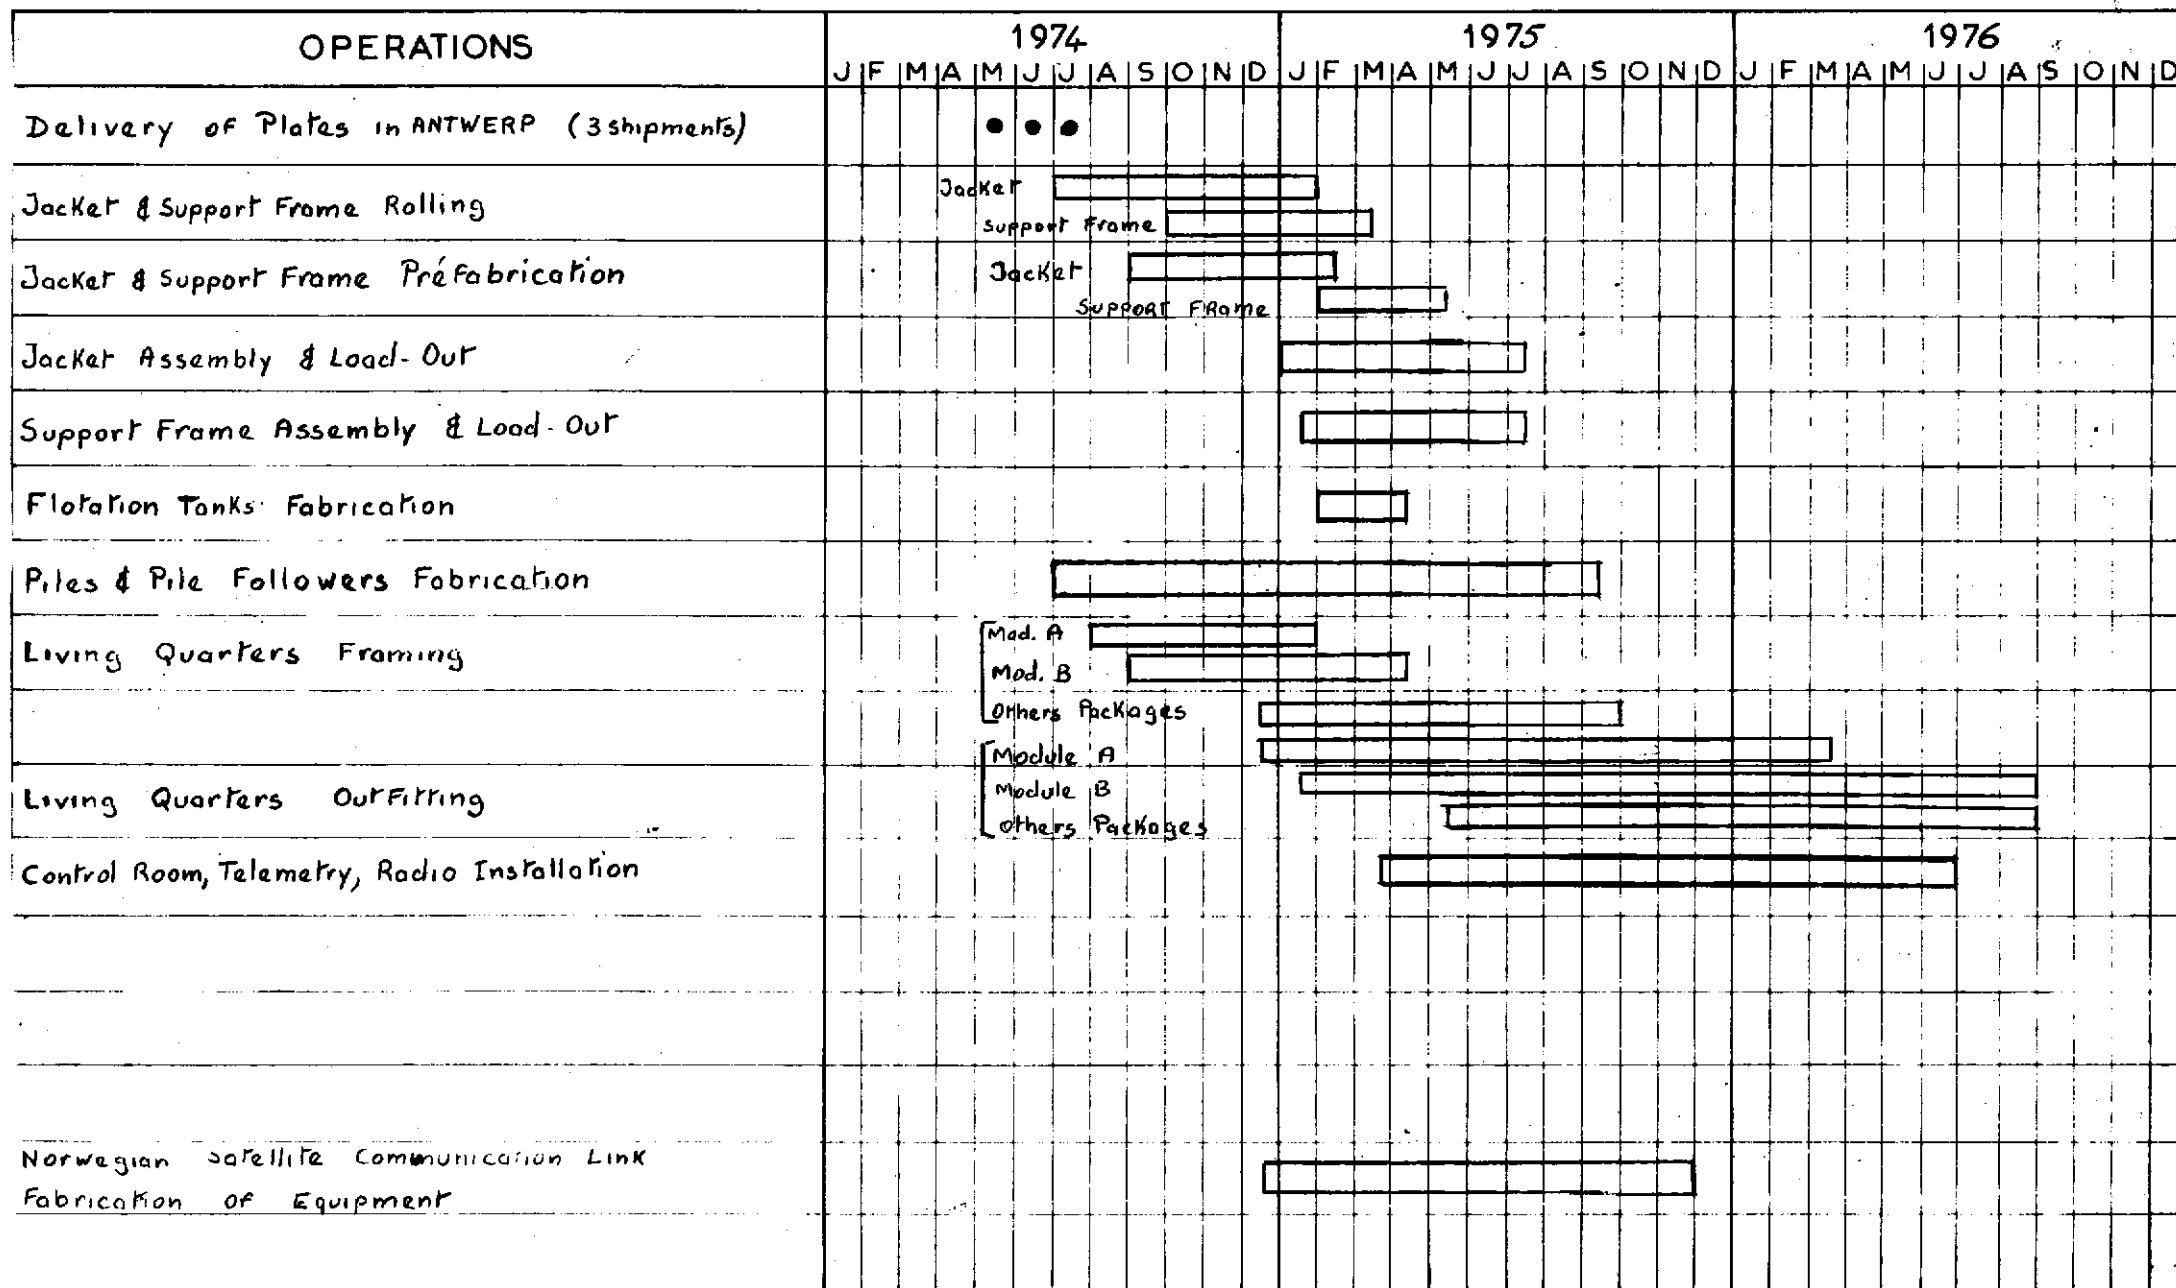 OPERATIONS
1974 1975 1976
J F M A M J J A S O N D J F M A M J J A S O N D J F M A M J J A S O N D
Delivery of Plates in ANTWERP (3 shipments)
Jacket
Jacket & Support Frame Rolling
Support Frame
Jacket & Support Frame Préfabrication
Jacket
SUPPORT FRame
Jacket Assembly & Load-Out
Support Frame Assembly & Load-Out
Flotation Tanks Fabrication
Piles & Pile Followers Fabrication
Living Quarters Framing
Mod. A
Mod. B
Others Packages
Living Quarters OutFitting
Module A
Module B
Others Packages
Control Room, Telemetry, Radio Installation
Norwegian Satellite Communication Link
Fabrication of Equipment